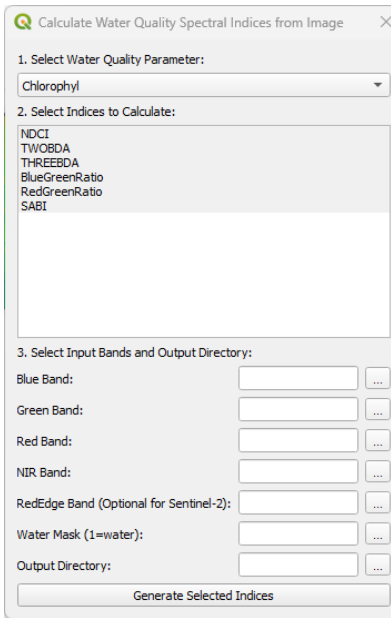 Calculate Water Quality Spectral Indices from Image
1. Select Water Quality Parameter:
Chlorophyl
2. Select Indices to Calculate:
NDCI
TWOBDA
THREEBDA
BlueGreenRatio
RedGreenRatio
SABI
3. Select Input Bands and Output Directory:
Blue Band: ...
Green Band: ...
Red Band: ...
NIR Band: ...
RedEdge Band (Optional for Sentinel-2): ...
Water Mask (1=water): ...
Output Directory: ...
Generate Selected Indices